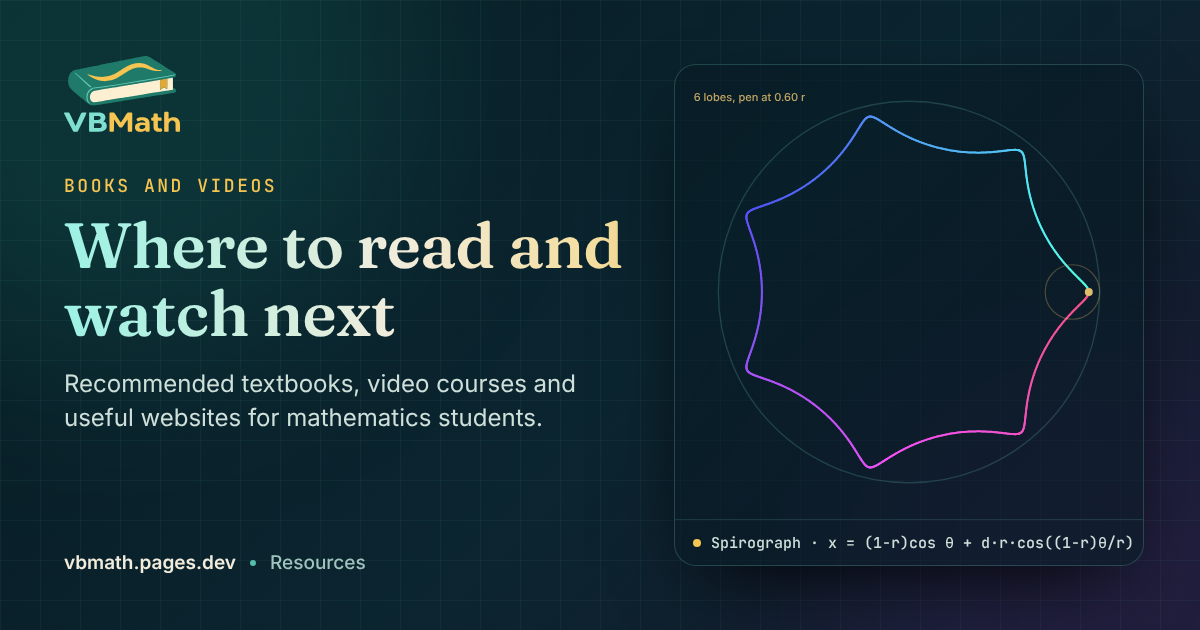 VBMath
BOOKS AND VIDEOS
Where to read and
watch next
Recommended textbooks, video courses and
useful websites for mathematics students.
vbmath.pages.dev • Resources
6 lobes, pen at 0.60 r
Spirograph · x = (1-r)cos θ + d·r·cos((1-r)θ/r)